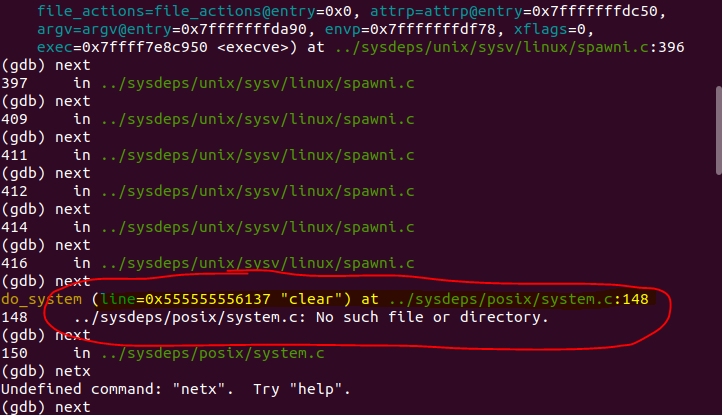 file_actions=file_actions@entry=0x0, attrp=attrp@entry=0x7fffffffdc50,
argv=argv@entry=0x7fffffffda90, envp=0x7fffffffdf78, xflags=0,
exec=0x7ffff7e8c950 <execve>) at ../sysdeps/unix/sysv/linux/spawni.c:396
(gdb) next
397 in ../sysdeps/unix/sysv/linux/spawni.c
(gdb) next
409 in ../sysdeps/unix/sysv/linux/spawni.c
(gdb) next
411 in ../sysdeps/unix/sysv/linux/spawni.c
(gdb) next
412 in ../sysdeps/unix/sysv/linux/spawni.c
(gdb) next
414 in ../sysdeps/unix/sysv/linux/spawni.c
(gdb) next
416 in ../sysdeps/unix/sysv/linux/spawni.c
(gdb) next
do_system (line=0x555555556137 "clear") at ../sysdeps/posix/system.c:148
148 ../sysdeps/posix/system.c: No such file or directory.
(gdb) next
150 in ../sysdeps/posix/system.c
(gdb) netx
Undefined command: "netx". Try "help".
(gdb) next